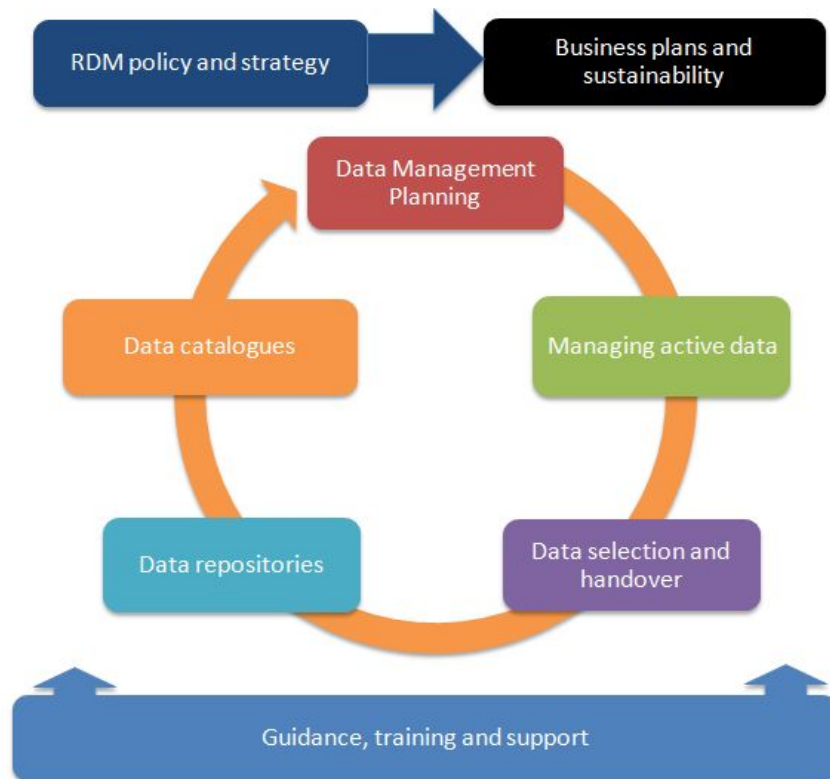 RDM policy and strategy
Business plans and
sustainability
Data Management
Planning
Data catalogues
Managing active data
Data repositories
Data selection and
handover
Guidance, training and support